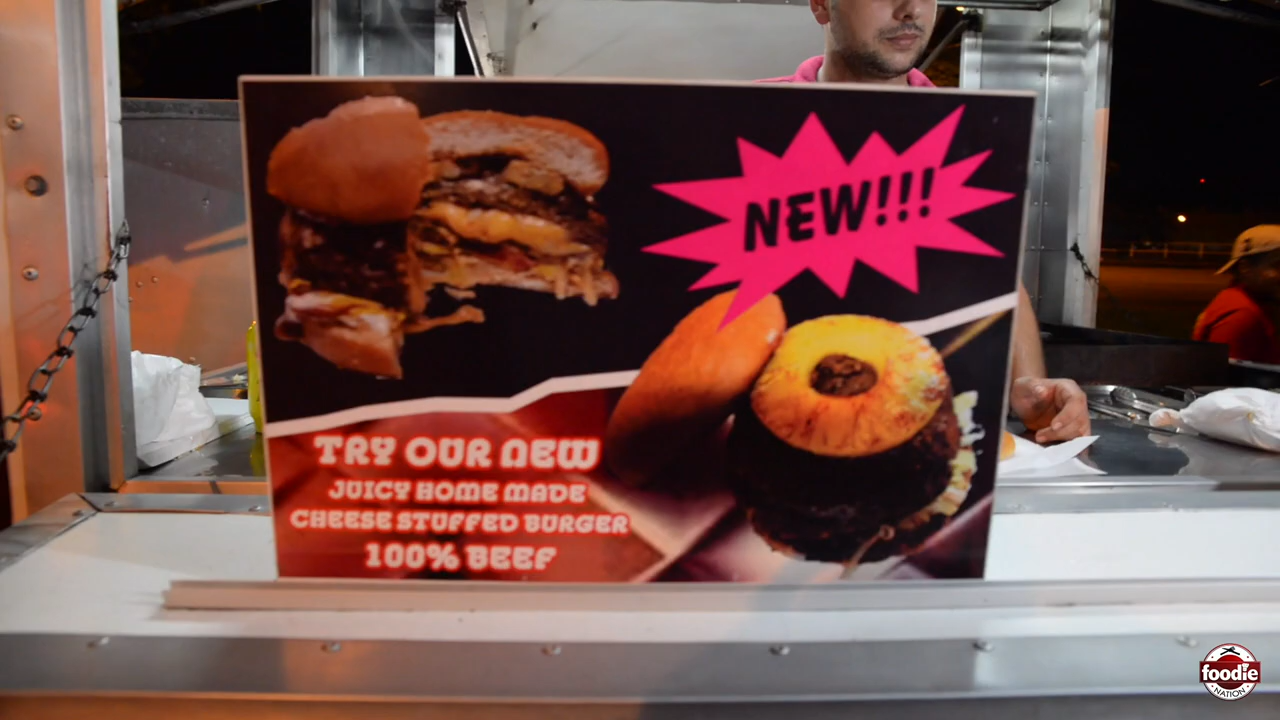 NEW!!!
TRY OUR NEW
JUICY HOME MADE
CHEESE STUFFED BURGER
100% BEEF
foodie
NATION